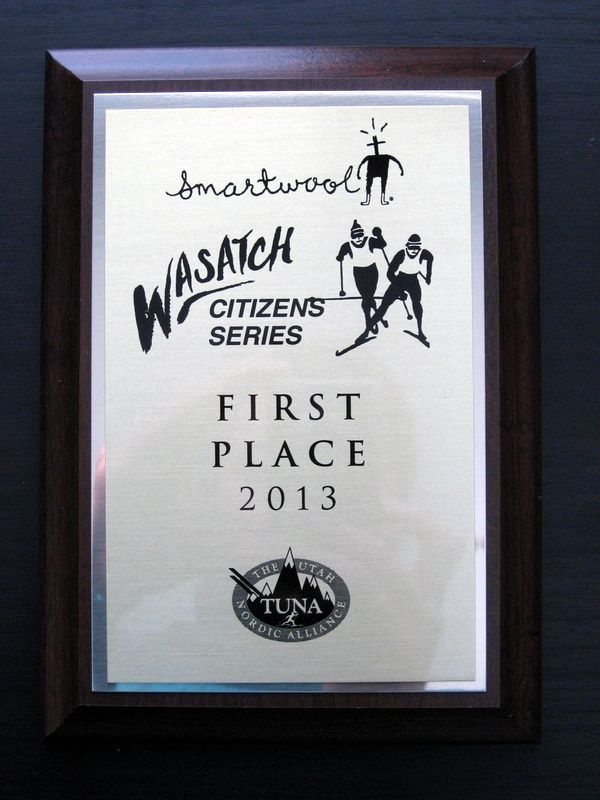 Smartwool
WASATCH
CITIZENS
SERIES
FIRST
PLACE
2013
THE UTAH
TUNA
NORDIC ALLIANCE